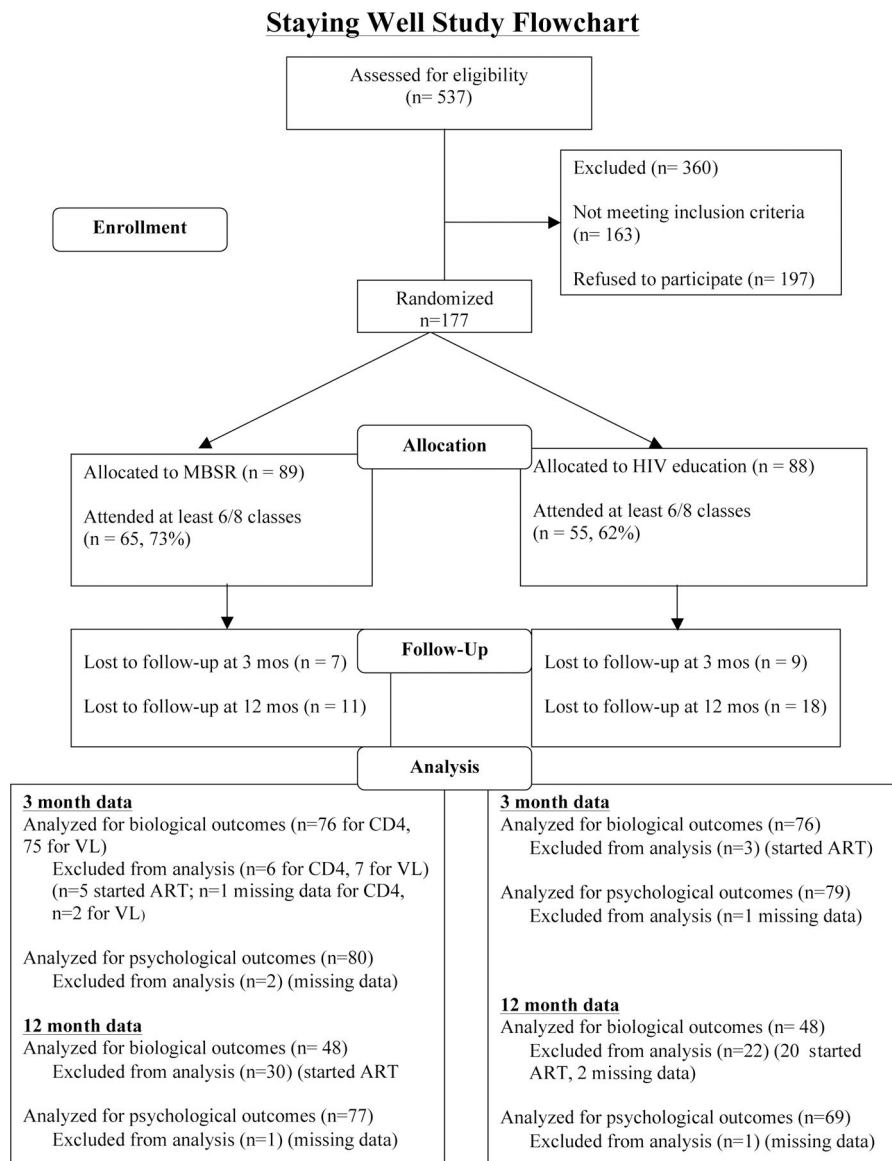 Staying Well Study Flowchart
Assessed for eligibility
(n= 537)
Excluded (n= 360)
Not meeting inclusion criteria
(n= 163)
Refused to participate (n= 197)
Enrollment
Randomized
n=177
Allocation
Allocated to MBSR (n = 89)
Attended at least 6/8 classes
(n = 65, 73%)
Allocated to HIV education (n = 88)
Attended at least 6/8 classes
(n = 55, 62%)
Follow-Up
Lost to follow-up at 3 mos (n = 7)
Lost to follow-up at 12 mos (n = 11)
Lost to follow-up at 3 mos (n = 9)
Lost to follow-up at 12 mos (n = 18)
Analysis
3 month data
Analyzed for biological outcomes (n=76 for CD4,
75 for VL)
Excluded from analysis (n=6 for CD4, 7 for VL)
(n=5 started ART; n=1 missing data for CD4,
n=2 for VL)
Analyzed for psychological outcomes (n=80)
Excluded from analysis (n=2) (missing data)
12 month data
Analyzed for biological outcomes (n= 48)
Excluded from analysis (n=30) (started ART
Analyzed for psychological outcomes (n=77)
Excluded from analysis (n=1) (missing data)
3 month data
Analyzed for biological outcomes (n=76)
Excluded from analysis (n=3) (started ART)
Analyzed for psychological outcomes (n=79)
Excluded from analysis (n=1 missing data)
12 month data
Analyzed for biological outcomes (n= 48)
Excluded from analysis (n=22) (20 started
ART, 2 missing data)
Analyzed for psychological outcomes (n=69)
Excluded from analysis (n=1) (missing data)